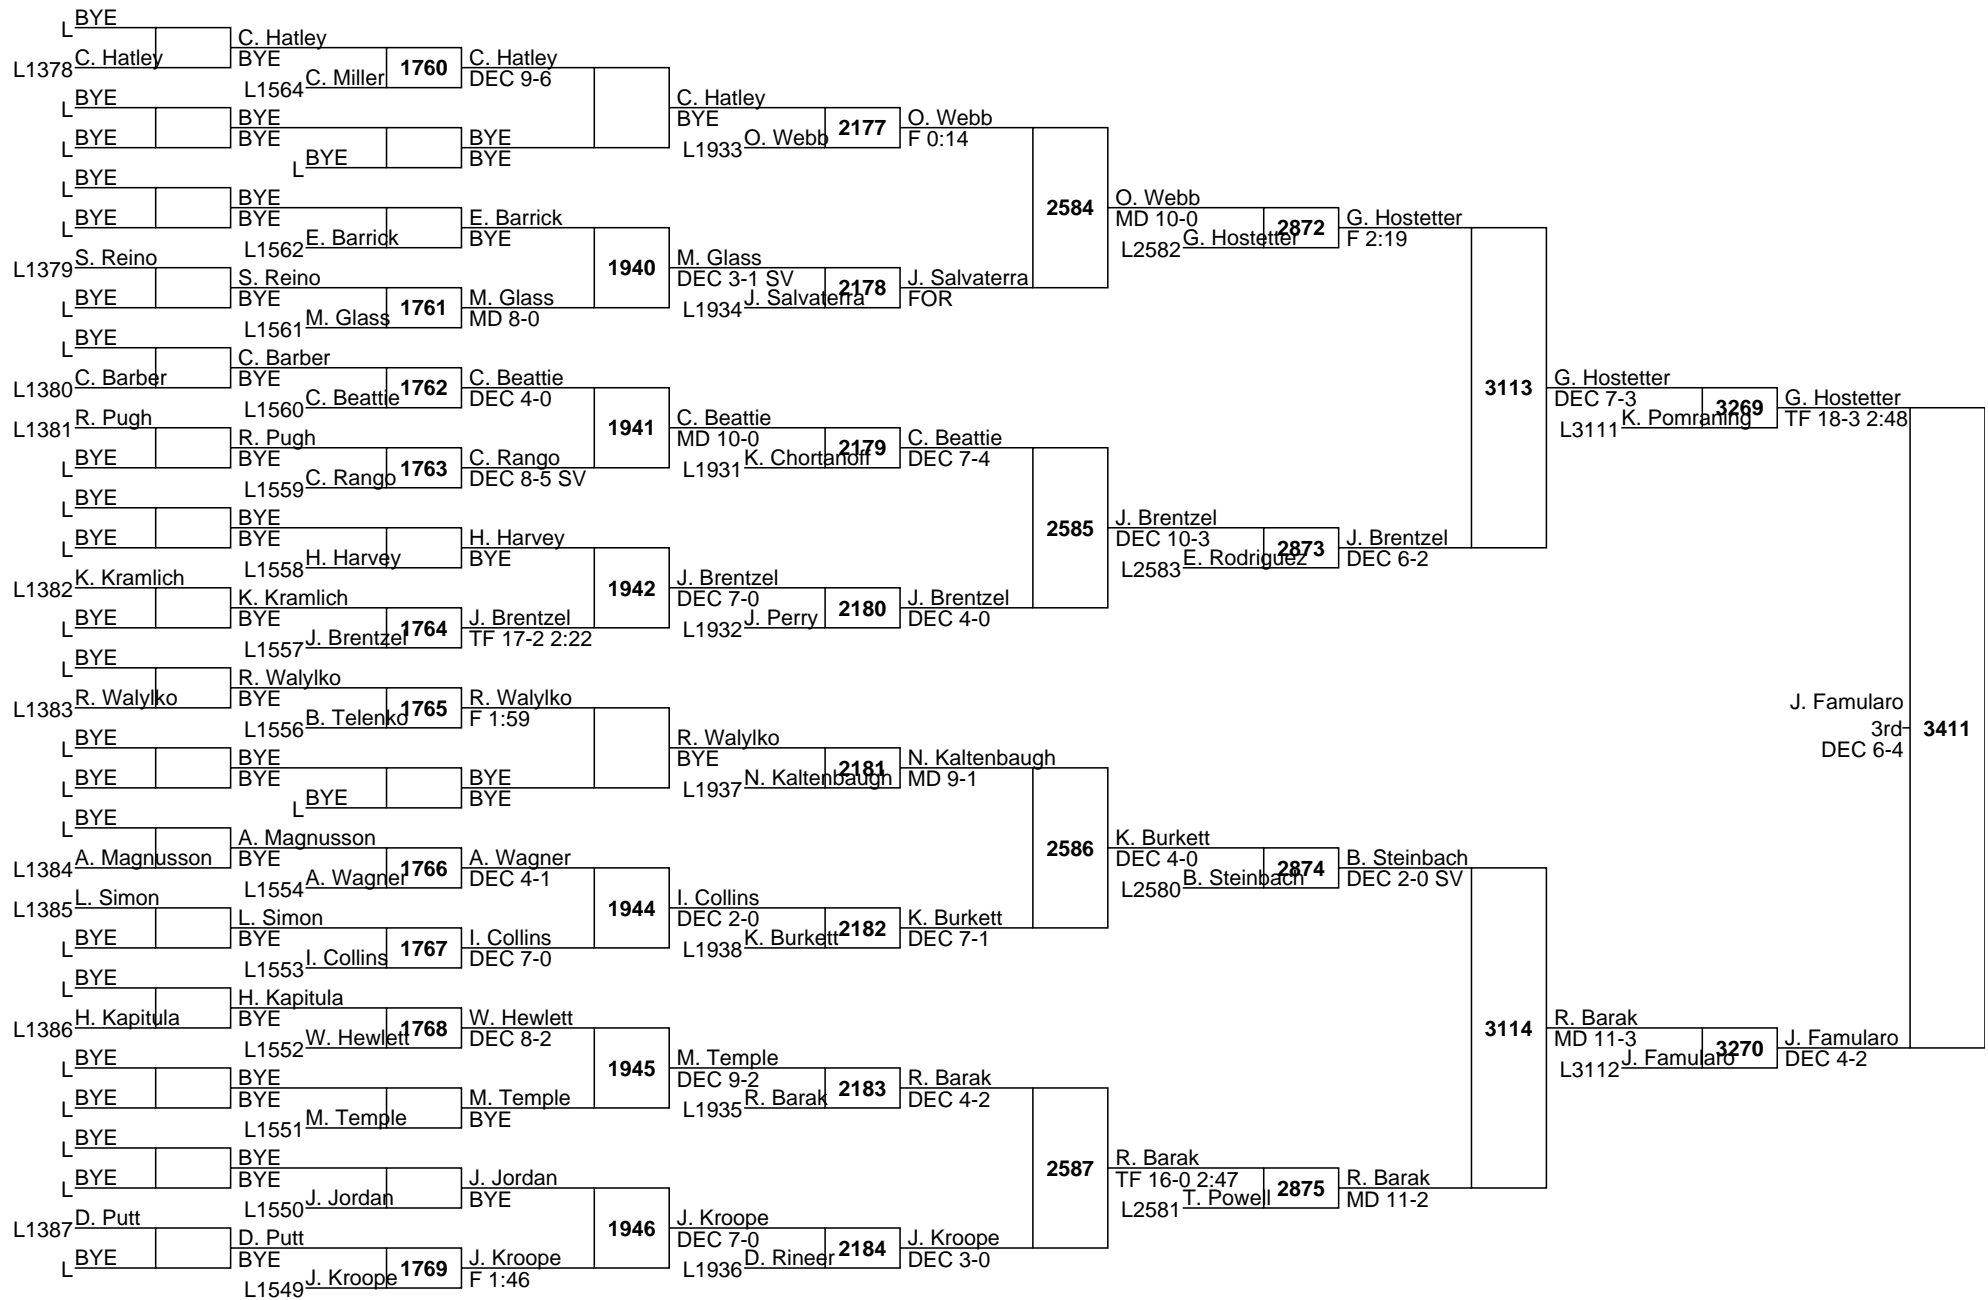 BYE
L
C. Hatley
L1378
C. Hatley
BYE
C. Miller
L1564
1760
C. Hatley
DEC 9-6
BYE
L
BYE
L
BYE
BYE
BYE
L
BYE
BYE
C. Hatley
BYE
O. Webb
L1933
2177
O. Webb
F 0:14
BYE
L
BYE
L
BYE
BYE
E. Barrick
L1562
E. Barrick
BYE
S. Reino
L1379
BYE
L
S. Reino
BYE
M. Glass
L1561
1761
M. Glass
MD 8-0
1940
M. Glass
DEC 3-1 SV
J. Salvaterra
L1934
2178
J. Salvaterra
FOR
2584
O. Webb
MD 10-0
G. Hostetter
L2582
2872
G. Hostetter
F 2:19
BYE
L
C. Barber
L1380
C. Barber
BYE
C. Beattie
L1560
1762
C. Beattie
DEC 4-0
R. Pugh
L1381
BYE
L
R. Pugh
BYE
C. Rango
L1559
1763
C. Rango
DEC 8-5 SV
1941
C. Beattie
MD 10-0
K. Chortanoff
L1931
2179
C. Beattie
DEC 7-4
BYE
L
BYE
L
BYE
BYE
H. Harvey
L1558
H. Harvey
BYE
K. Kramlich
L1382
BYE
L
K. Kramlich
BYE
J. Brentzel
L1557
1764
J. Brentzel
TF 17-2 2:22
1942
J. Brentzel
DEC 7-0
J. Perry
L1932
2180
J. Brentzel
DEC 4-0
2585
J. Brentzel
DEC 10-3
E. Rodriguez
L2583
2873
J. Brentzel
DEC 6-2
3113
G. Hostetter
DEC 7-3
K. Pomraning
L3111
3269
G. Hostetter
TF 18-3 2:48
BYE
L
R. Walylko
L1383
R. Walylko
BYE
B. Telenko
L1556
1765
R. Walylko
F 1:59
BYE
L
BYE
L
BYE
BYE
BYE
L
BYE
BYE
R. Walylko
BYE
N. Kaltenbaugh
L1937
2181
N. Kaltenbaugh
MD 9-1
BYE
L
A. Magnusson
L1384
A. Magnusson
BYE
A. Wagner
L1554
1766
A. Wagner
DEC 4-1
L. Simon
L1385
BYE
L
L. Simon
BYE
I. Collins
L1553
1767
I. Collins
DEC 7-0
1944
I. Collins
DEC 2-0
K. Burkett
L1938
2182
K. Burkett
DEC 7-1
2586
K. Burkett
DEC 4-0
B. Steinbach
L2580
2874
B. Steinbach
DEC 2-0 SV
BYE
L
H. Kapitula
L1386
H. Kapitula
BYE
W. Hewlett
L1552
1768
W. Hewlett
DEC 8-2
BYE
L
BYE
L
BYE
BYE
M. Temple
L1551
M. Temple
BYE
1945
M. Temple
DEC 9-2
R. Barak
L1935
2183
R. Barak
DEC 4-2
BYE
L
BYE
L
BYE
BYE
J. Jordan
L1550
J. Jordan
BYE
D. Putt
L1387
BYE
L
D. Putt
BYE
J. Kroope
L1549
1769
J. Kroope
F 1:46
1946
J. Kroope
DEC 7-0
D. Rineer
L1936
2184
J. Kroope
DEC 3-0
2587
R. Barak
TF 16-0 2:47
T. Powell
L2581
2875
R. Barak
MD 11-2
3114
R. Barak
MD 11-3
J. Famularo
L3112
3270
J. Famularo
DEC 4-2
J. Famularo
3rd
DEC 6-4
3411